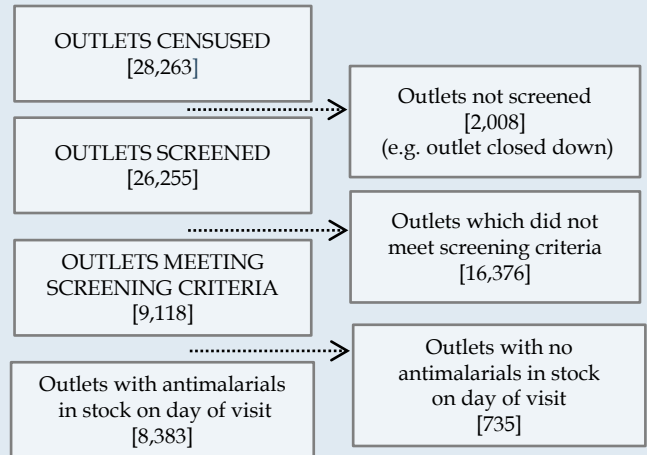 OUTLETS CENSUSED
[28,263]
Outlets not screened
[2,008]
(e.g. outlet closed down)
OUTLETS SCREENED
[26,255]
Outlets which did not
meet screening criteria
[16,376]
OUTLETS MEETING
SCREENING CRITERIA
[9,118]
Outlets with no
antimalarials in stock
on day of visit
[735]
Outlets with antimalarials
in stock on day of visit
[8,383]